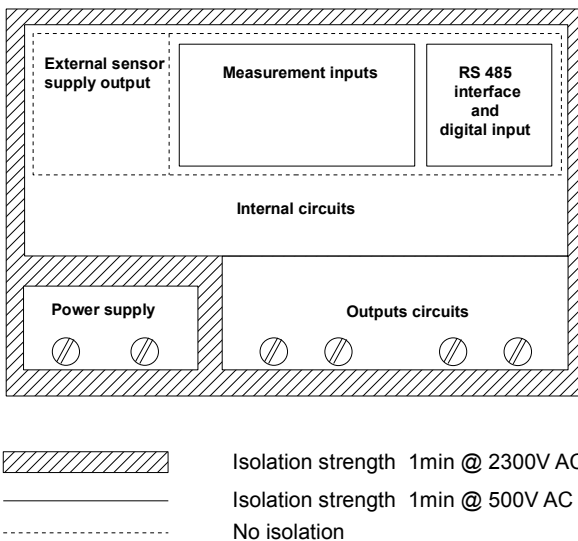 External sensor
supply output
Measurement inputs
RS 485
interface
and
digital input
Internal circuits
Power supply
Outputs circuits
Isolation strength 1min @ 2300V AC
Isolation strength 1min @ 500V AC
No isolation